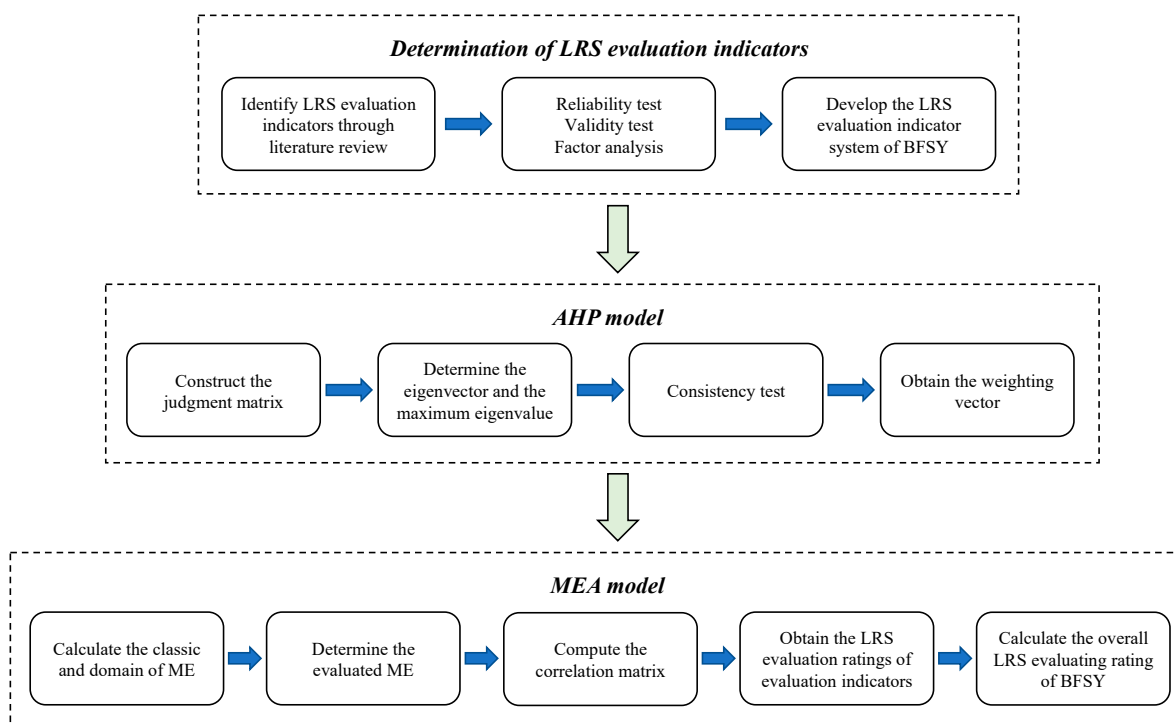 Determination of LRS evaluation indicators
Identify LRS evaluation
indicators through
literature review
Reliability test
Validity test
Factor analysis
Develop the LRS
evaluation indicator
system of BFSY
AHP model
Construct the
judgment matrix
Determine the
eigenvector and the
maximum eigenvalue
Consistency test
Obtain the weighting
vector
MEA model
Calculate the classic
and domain of ME
Determine the
evaluated ME
Compute the
correlation matrix
Obtain the LRS
evaluation ratings of
evaluation indicators
Calculate the overall
LRS evaluating rating
of BFSY